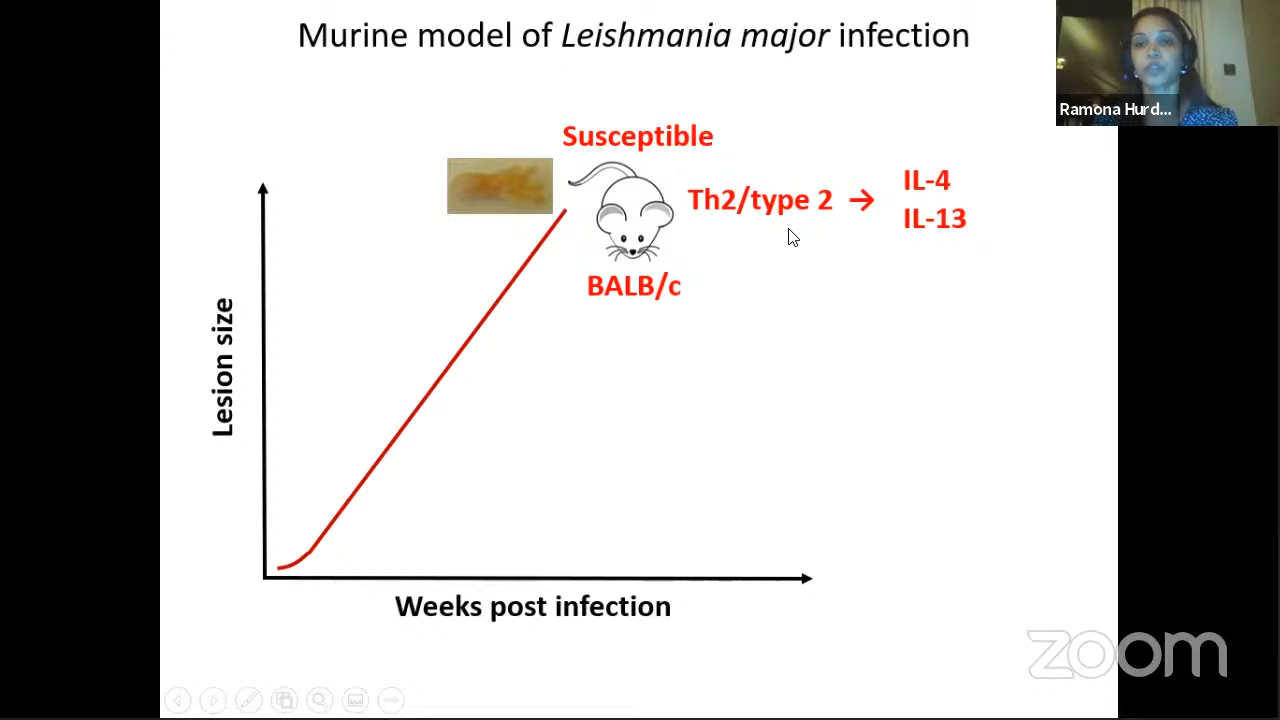 Murine model of Leishmania major infection
Ramona Hurd...
Susceptible
Th2/type 2 →
IL-4
IL-13
BALB/c
Lesion size
Weeks post infection
zoom